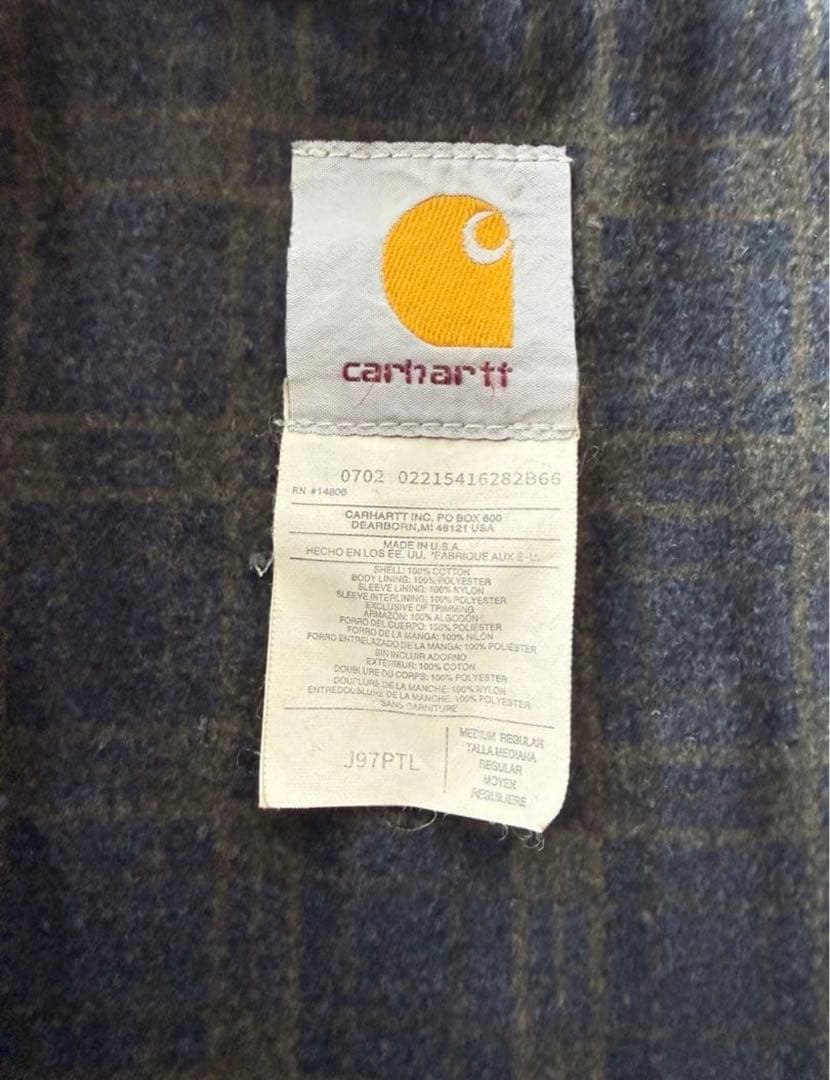 carhartt
0702 02215416282B66
RN #14806
CARHARTT INC. PO BOX 600
DEARBORN, MI 48121 USA
MADE IN U.S.A.
HECHO EN LOS EE. UU. *FABRIQUE AUX E-U.
SHELL: 100% COTTON
BODY LINING: 100% POLYESTER
SLEEVE LINING: 100% NYLON
SLEEVE INTERLINING: 100% POLYESTER
EXCLUSIVE OF TRIMMING
ARMAZON: 100% ALGODON
FORRO DEL CUERPO: 100% POLIESTER
FORRO DE LA MANGA: 100% NILON
FORRO ENTRELAZADO DE LA MANGA: 100% POLIESTER
SIN INCLUIR ADORNO
EXTERIEUR: 100% COTON
DOUBLURE DU CORPS: 100% POLYESTER
DOUBLURE DE LA MANCHE: 100% NYLON
ENTREDOUBLURE DE LA MANCHE: 100% POLYESTER
SANS GARNITURE
J97PTL
MEDIUM REGULAR
TALLA MEDIANA
REGULAR
MOYEN
REGULIERE